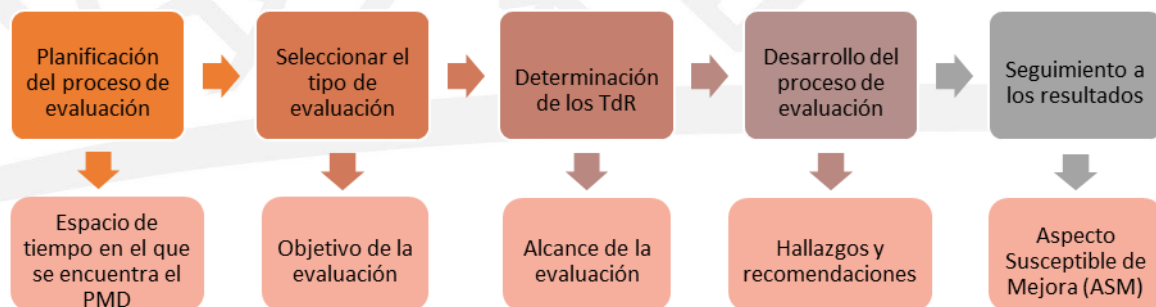 Planificación
del proceso de
evaluación
Seleccionar el
tipo de
evaluación
Determinación
de los TdR
Desarrollo del
proceso de
evaluación
Seguimiento a
los resultados
Espacio de
tiempo en el que
se encuentra el
PMD
Objetivo de la
evaluación
Alcance de la
evaluación
Hallazgos y
recomendaciones
Aspecto
Susceptible de
Mejora (ASM)